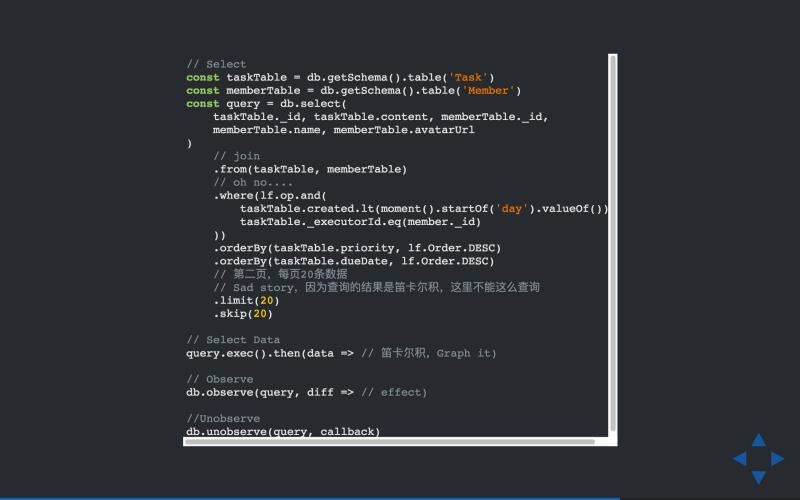 // Select
const taskTable = db.getSchema().table('Task')
const memberTable = db.getSchema().table('Member')
const query = db.select(
    taskTable._id, taskTable.content, memberTable._id,
    memberTable.name, memberTable.avatarUrl
)
    // join
    .from(taskTable, memberTable)
    // oh no....
    .where(lf.op.and(
        taskTable.created.lt(moment().startOf('day').valueOf())
        taskTable._executorId.eq(member._id)
    ))
    .orderBy(taskTable.priority, lf.Order.DESC)
    .orderBy(taskTable.dueDate, lf.Order.DESC)
    // 第二页，每页20条数据
    // Sad story，因为查询的结果是笛卡尔积，这里不能这么查询
    .limit(20)
    .skip(20)
// Select Data
query.exec().then(data => // 笛卡尔积，Graph it)
// Observe
db.observe(query, diff => // effect)
//Unobserve
db.unobserve(query, callback)